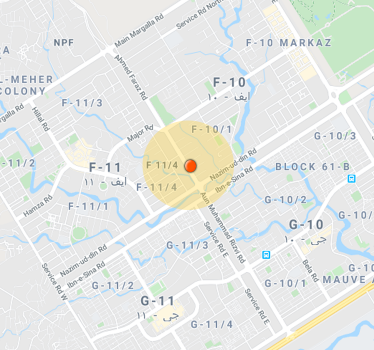 Service Rd North
Main Margalla Rd
NPF
F-10 MARKAZ
Ahmed Faraz Rd
L-MEHER
COLONY
F-10
ایف - ۱۰
F-11/3
galla Rd
Hillal Rd
Major Rd
F-10/1
G-10/3
Nazim-ud-din Rd
F 11/4
BLOCK 61-B
F-11
ایف - ۱۱
F-11/4
Ibn-e-Sina Rd
Hamza Rd
F-11/1
Aun Muhammad Rizvi Rd
G-10/2
G-10
جی - ۱۰
Service Rd E
G-11/3
Nazim-ud-din Rd
Ibn-e-Sina Rd
Service Rd W
Bela Rd
G-11/2
G-10/1
MAUVE A
G-11
جی - ۱۱
Service Rd E
G-11/4